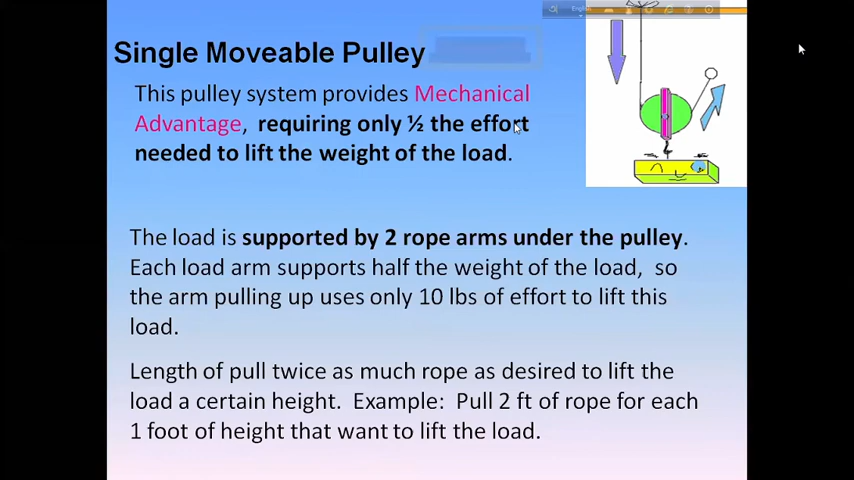 English
Single Moveable Pulley
This pulley system provides Mechanical
Advantage, requiring only ½ the effort
needed to lift the weight of the load.
The load is supported by 2 rope arms under the pulley.
Each load arm supports half the weight of the load, so
the arm pulling up uses only 10 lbs of effort to lift this
load.
Length of pull twice as much rope as desired to lift the
load a certain height. Example: Pull 2 ft of rope for each
1 foot of height that want to lift the load.